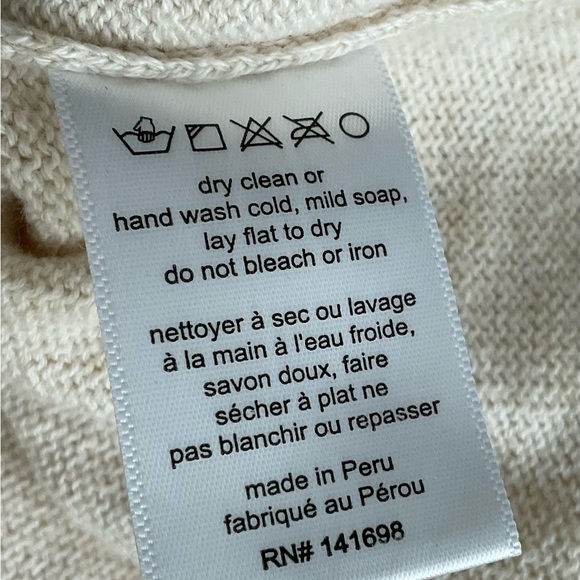 dry clean or
hand wash cold, mild soap,
lay flat to dry
do not bleach or iron
nettoyer à sec ou lavage
à la main à l'eau froide,
savon doux, faire
sécher à plat ne
pas blanchir ou repasser
made in Peru
fabriqué au Pérou
RN# 141698